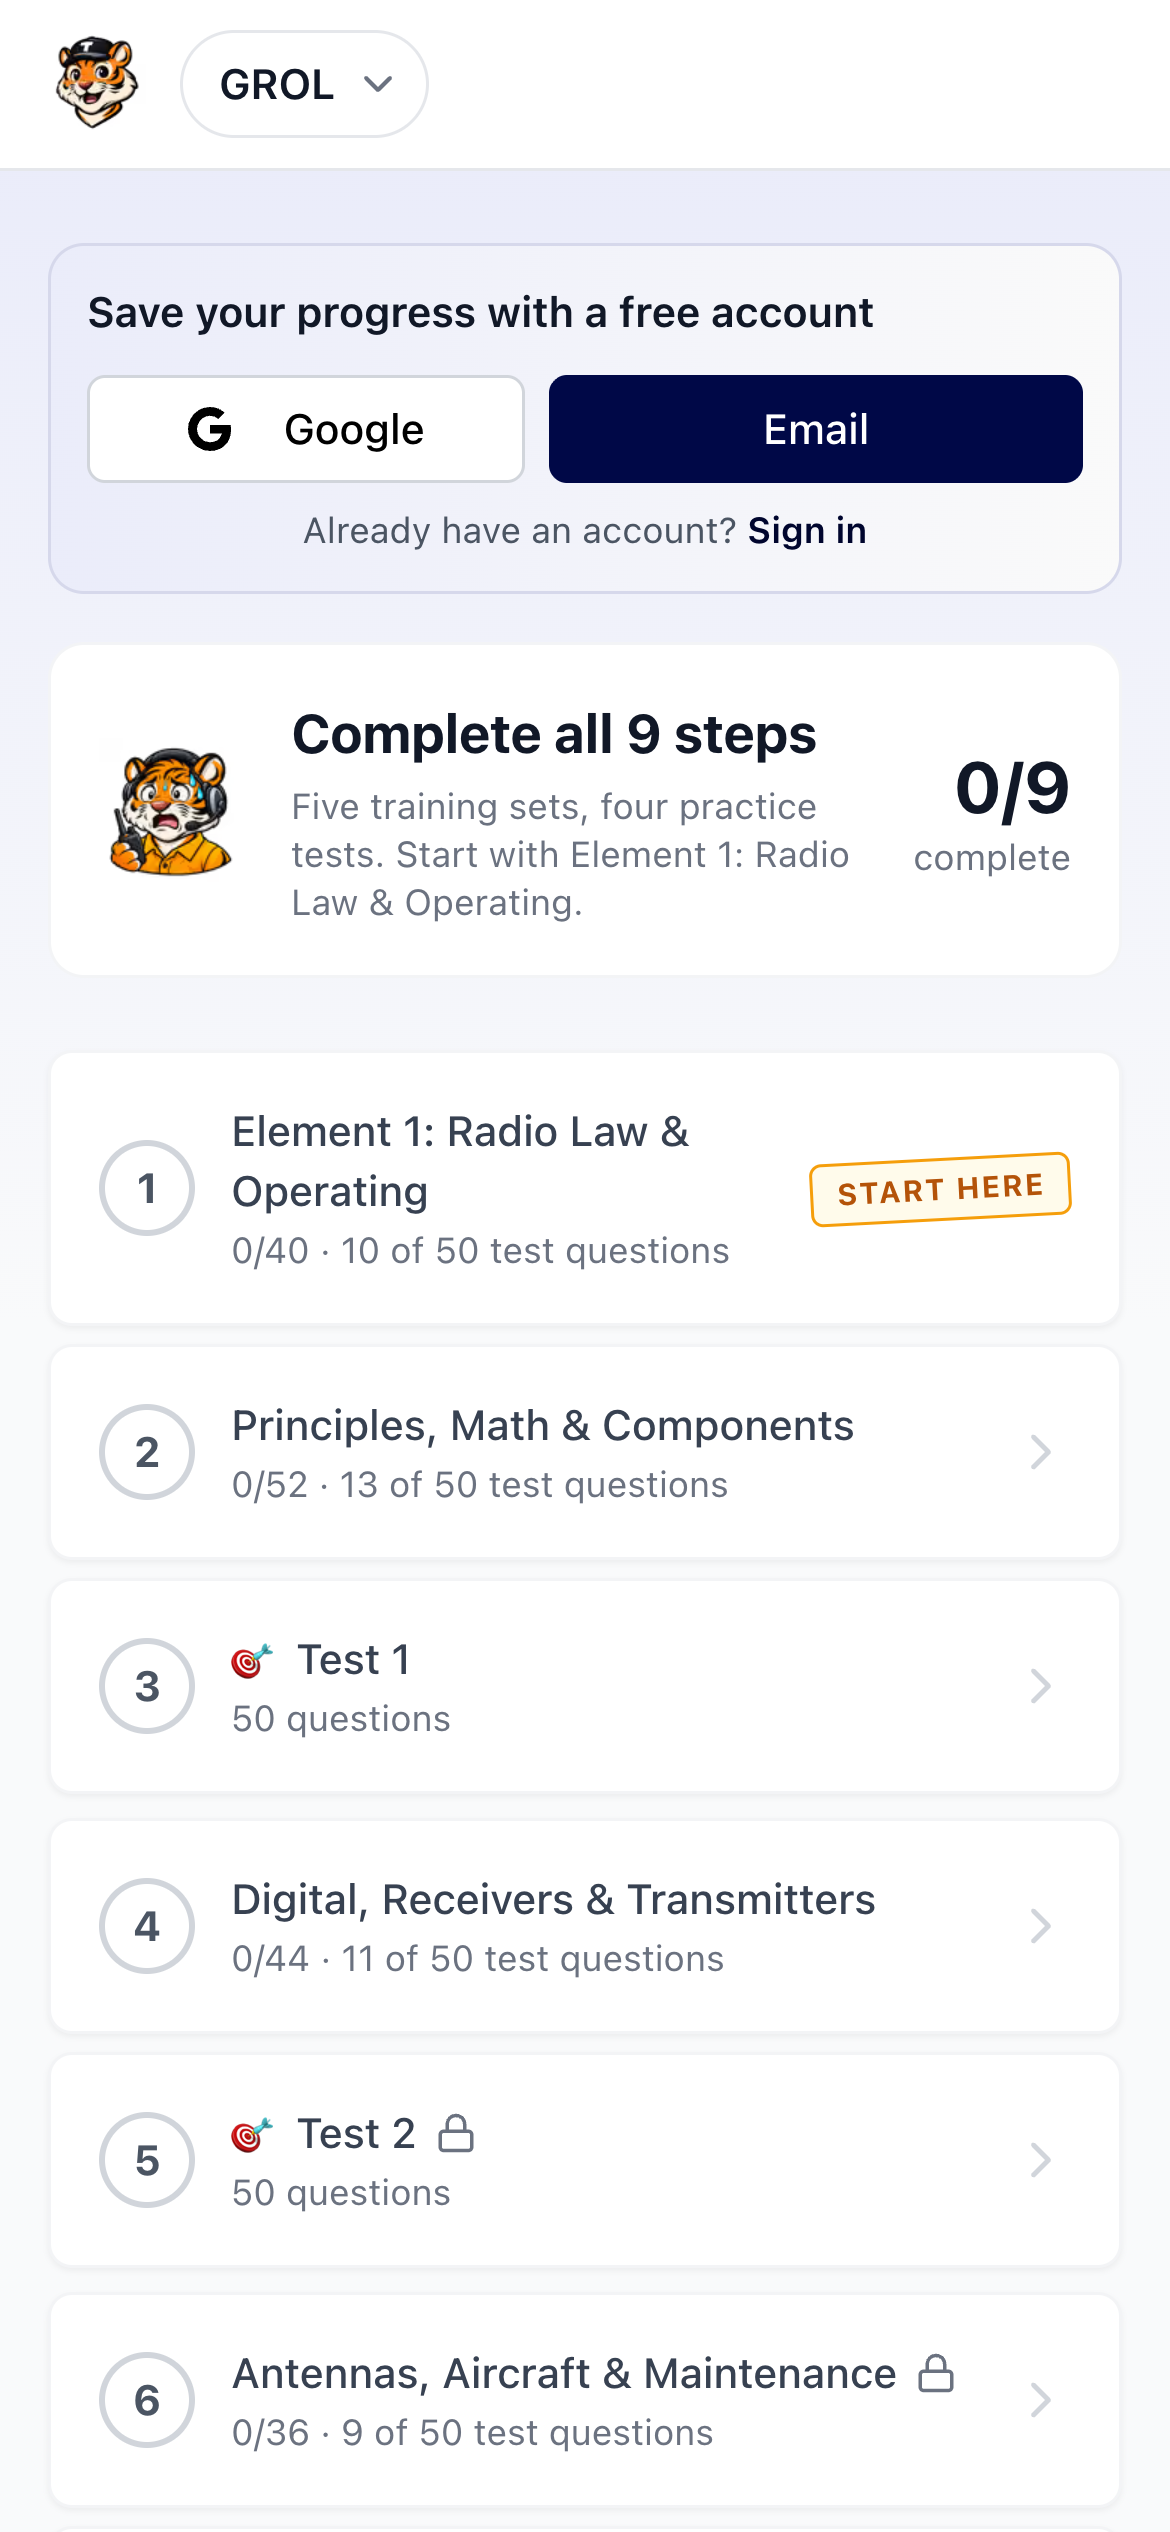 T
GROL
Save your progress with a free account
Google
Email
Already have an account? Sign in
Complete all 9 steps
Five training sets, four practice
tests. Start with Element 1: Radio
Law & Operating.
0/9
complete
1
Element 1: Radio Law &
Operating
0/40 · 10 of 50 test questions
START HERE
2
Principles, Math & Components
0/52 · 13 of 50 test questions
3
Test 1
50 questions
4
Digital, Receivers & Transmitters
0/44 · 11 of 50 test questions
5
Test 2
50 questions
6
Antennas, Aircraft & Maintenance
0/36 · 9 of 50 test questions